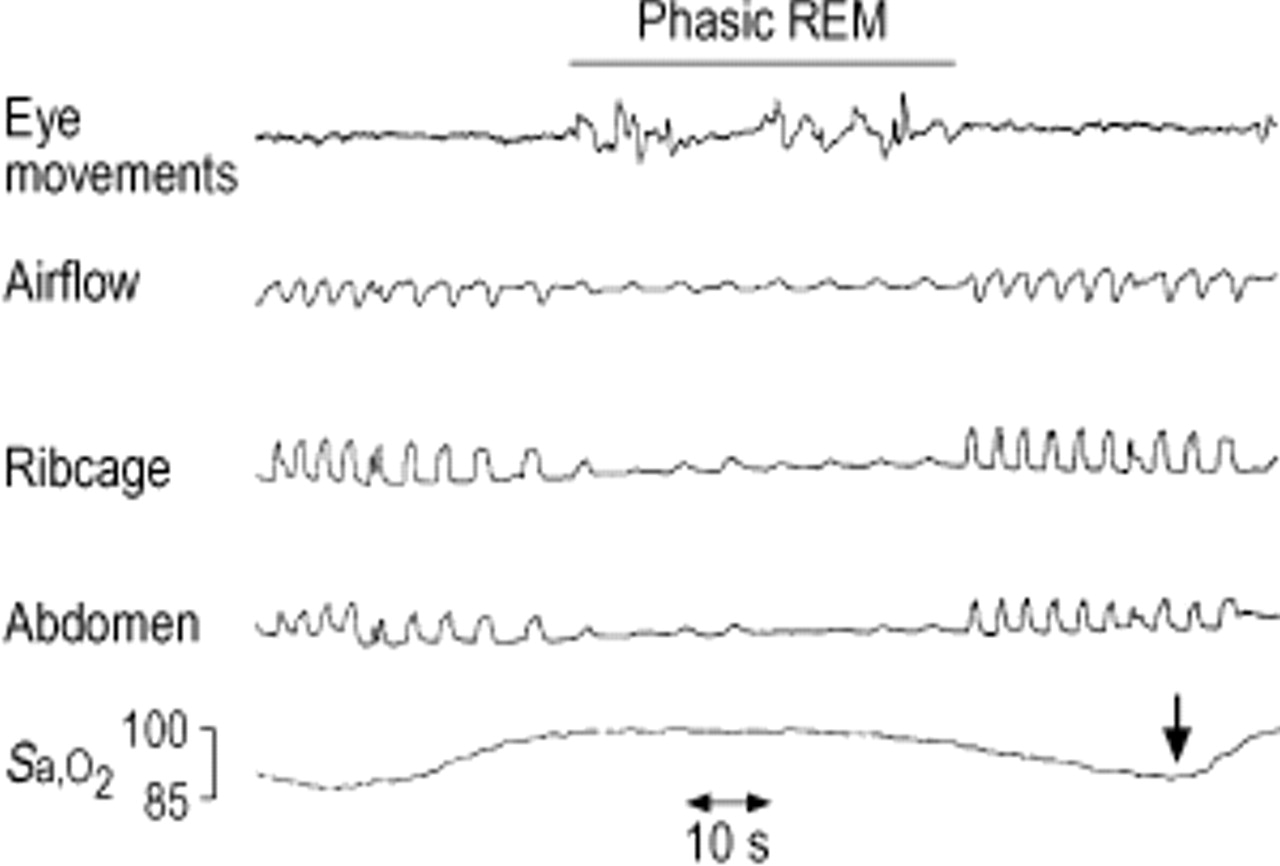 Phasic REM
Eye
movements
Airflow
Ribcage
Abdomen
100
Sa,O2
85
10 s